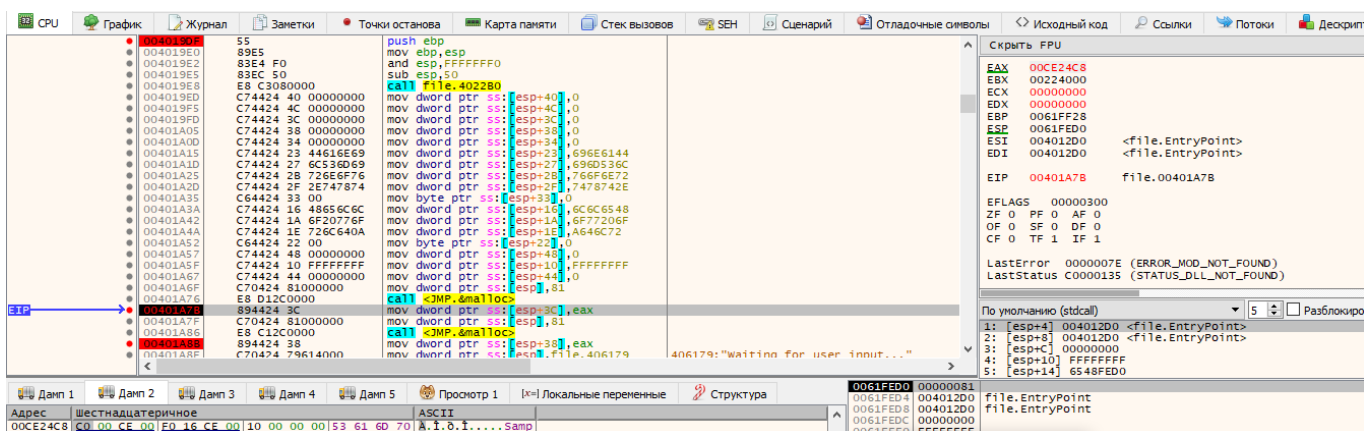 CPU График Журнал Заметки Точки останова Карта памяти Стек вызовов SEH Сценарий Отладочные символы Исходный код Ссылки Потоки Дескрипт
004019DF 55 push ebp
004019E0 89E5 mov ebp,esp
004019E2 83E4 F0 and esp,FFFFFFF0
004019E5 83EC 50 sub esp,50
004019E8 E8 C3080000 call file.4022B0
004019ED C74424 40 00000000 mov dword ptr ss:[esp+40],0
004019F5 C74424 4C 00000000 mov dword ptr ss:[esp+4C],0
004019FD C74424 3C 00000000 mov dword ptr ss:[esp+3C],0
00401A05 C74424 38 00000000 mov dword ptr ss:[esp+38],0
00401A0D C74424 34 00000000 mov dword ptr ss:[esp+34],0
00401A15 C74424 23 44616E69 mov dword ptr ss:[esp+23],696E6144
00401A1D C74424 27 6C536D69 mov dword ptr ss:[esp+27],696D536C
00401A25 C74424 2B 726E6F76 mov dword ptr ss:[esp+2B],766F6E72
00401A2D C74424 2F 2E747874 mov dword ptr ss:[esp+2F],7478742E
00401A35 C64424 33 00 mov byte ptr ss:[esp+33],0
00401A3A C74424 16 48656C6C mov dword ptr ss:[esp+16],6C6C6548
00401A42 C74424 1A 6F20776F mov dword ptr ss:[esp+1A],6F77206F
00401A4A C74424 1E 726C640A mov dword ptr ss:[esp+1E],A646C72
00401A52 C64424 22 00 mov byte ptr ss:[esp+22],0
00401A57 C74424 48 00000000 mov dword ptr ss:[esp+48],0
00401A5F C74424 10 FFFFFFFF mov dword ptr ss:[esp+10],FFFFFFFF
00401A67 C74424 44 00000000 mov dword ptr ss:[esp+44],0
00401A6F C70424 81000000 mov dword ptr ss:[esp],81
00401A76 E8 D12C0000 call <JMP.&malloc>
EIP 00401A7B 894424 3C mov dword ptr ss:[esp+3C],eax
00401A7F C70424 81000000 mov dword ptr ss:[esp],81
00401A86 E8 C12C0000 call <JMP.&malloc>
00401A8B 894424 38 mov dword ptr ss:[esp+38],eax
00401A8F C70424 79614000 mov dword ptr ss:[esp],file.406179 406179:"Waiting for user input..."
Скрыть FPU
EAX 00CE24C8
EBX 00224000
ECX 00000000
EDX 00000000
EBP 0061FF28
ESP 0061FED0
ESI 004012D0 <file.EntryPoint>
EDI 004012D0 <file.EntryPoint>
EIP 00401A7B file.00401A7B
EFLAGS 00000300
ZF 0 PF 0 AF 0
OF 0 SF 0 DF 0
CF 0 TF 1 IF 1
LastError 0000007E (ERROR_MOD_NOT_FOUND)
LastStatus C0000135 (STATUS_DLL_NOT_FOUND)
По умолчанию (stdcall) 5 Разблокиро
1: [esp+4] 004012D0 <file.EntryPoint>
2: [esp+8] 004012D0 <file.EntryPoint>
3: [esp+C] 00000000
4: [esp+10] FFFFFFFF
5: [esp+14] 6548FED0
Дамп 1 Дамп 2 Дамп 3 Дамп 4 Дамп 5 Просмотр 1 [x=] Локальные переменные Структура
Адрес Шестнадцатеричное ASCII
00CE24C8 C0 00 CE 00 F0 16 CE 00 10 00 00 00 53 61 6D 70 À.Î.ð.Î.....Samp
0061FED0 00000081
0061FED4 004012D0 file.EntryPoint
0061FED8 004012D0 file.EntryPoint
0061FEDC 00000000